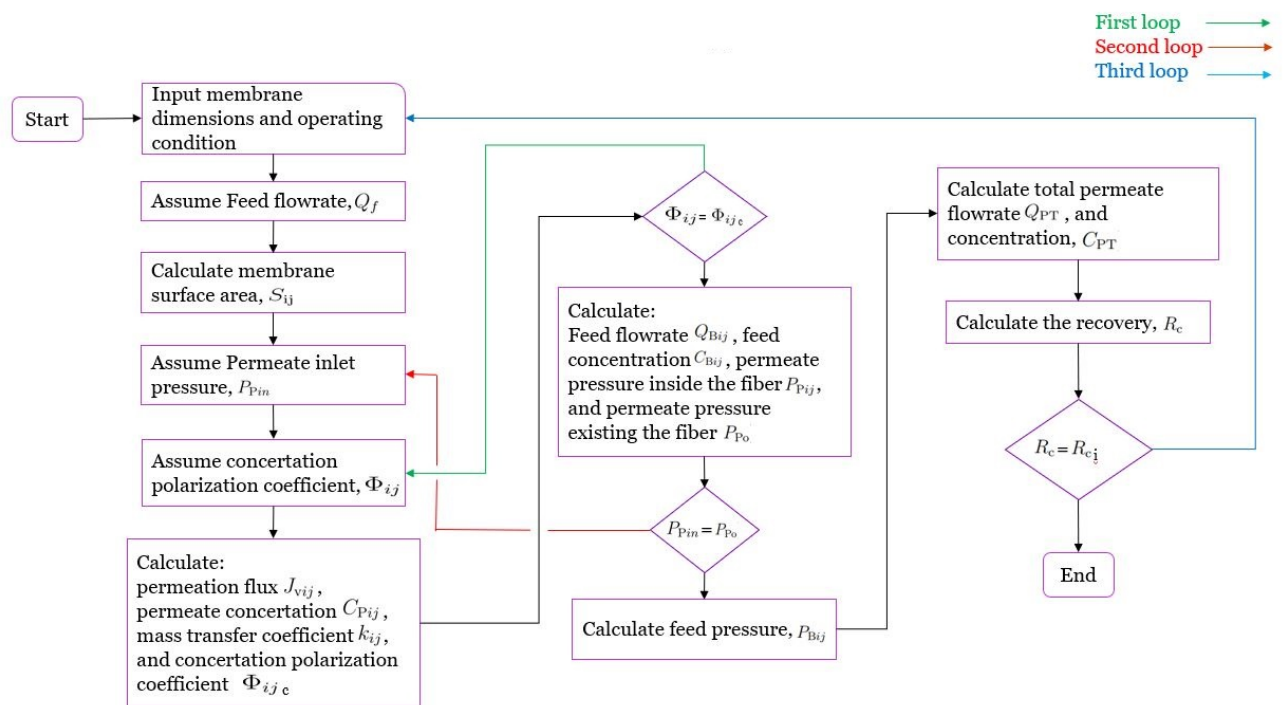 First loop
Second loop
Third loop
Start
Input membrane
dimensions and operating
condition
Assume Feed flowrate, Q_f
Calculate membrane
surface area, S_ij
Assume Permeate inlet
pressure, P_Pin
Assume concertation
polarization coefficient, Φ_ij
Calculate:
permeation flux J_vij,
permeate concertation C_Pij,
mass transfer coefficient k_ij,
and concertation polarization
coefficient Φ_ij c
Φ_ij = Φ_ij c
Calculate:
Feed flowrate Q_Bij, feed
concentration C_Bij, permeate
pressure inside the fiber P_Pij,
and permeate pressure
existing the fiber P_Po
P_Pin = P_Po
Calculate feed pressure, P_Bij
Calculate total permeate
flowrate Q_PT, and
concentration, C_PT
Calculate the recovery, R_c
R_c = R_ci
End